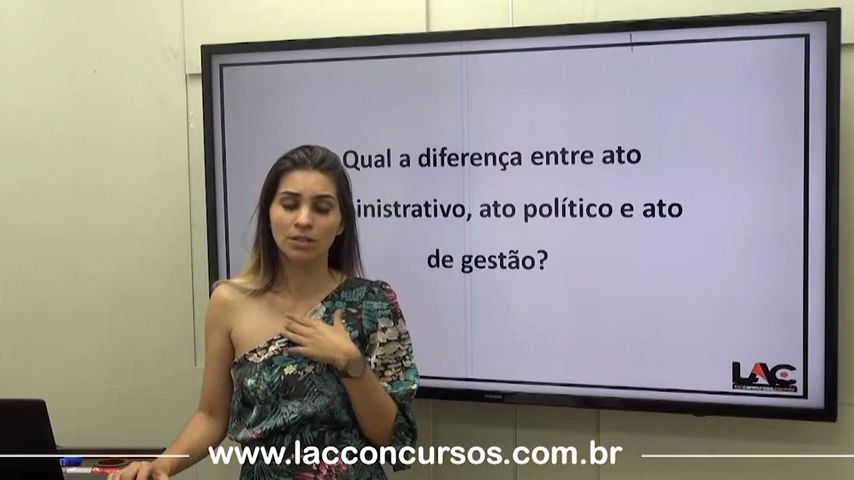 Qual a diferença entre ato
inistrativo, ato político e ato
de gestão?
LAC
www.lacconcursos.com.br